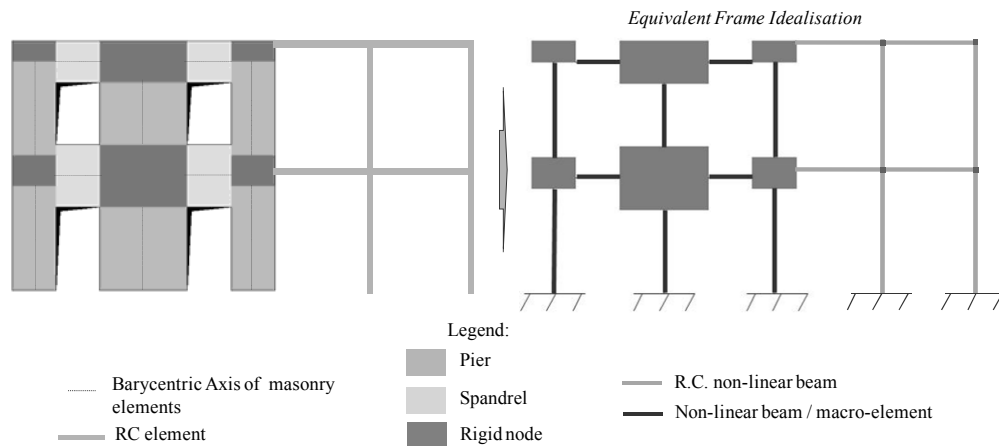 Equivalent Frame Idealisation
Legend:
Pier
Spandrel
Rigid node
Barycentric Axis of masonry
elements
RC element
R.C. non-linear beam
Non-linear beam / macro-element